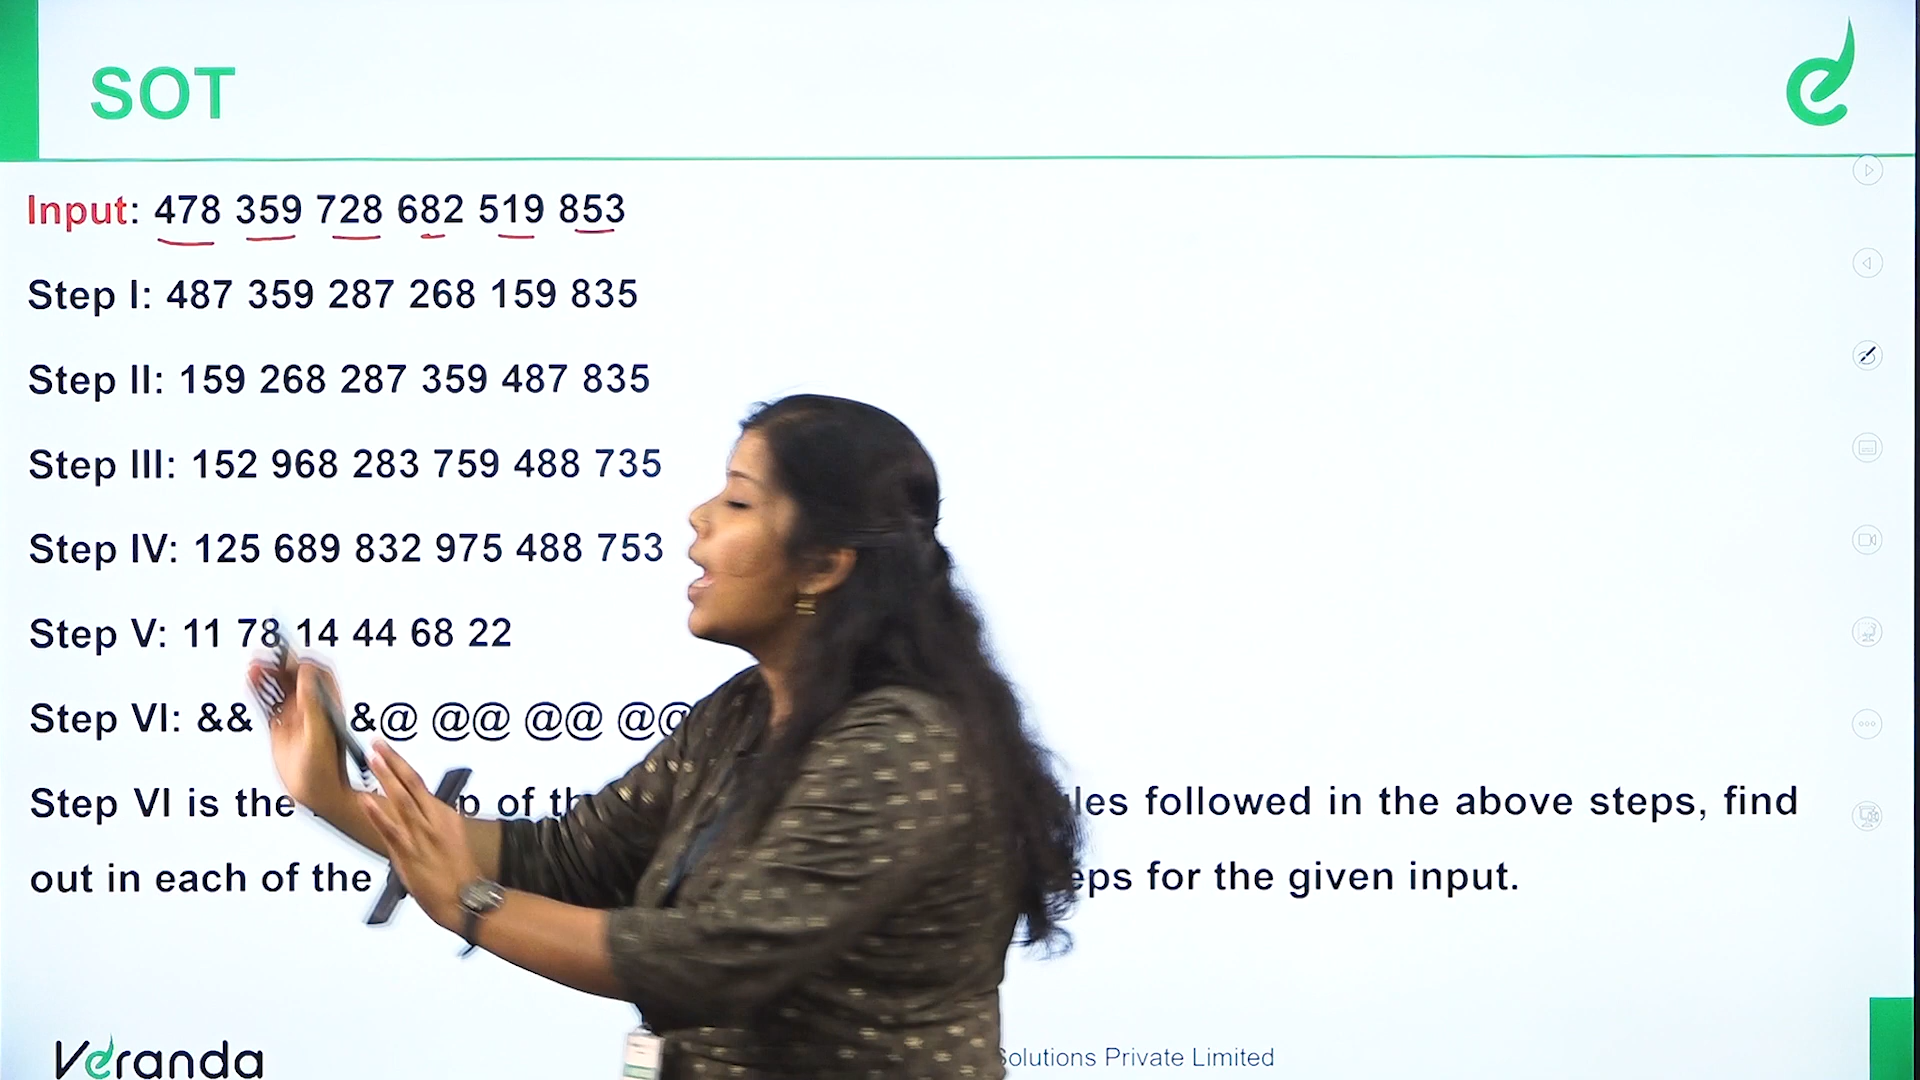 SOT
Input: 478 359 728 682 519 853
Step I: 487 359 287 268 159 835
Step II: 159 268 287 359 487 835
Step III: 152 968 283 759 488 735
Step IV: 125 689 832 975 488 753
Step V: 11 78 14 44 68 22
Step VI: && &@ @@ @@ @@
Step VI is the of followed in the above steps, find
out in each of the for the given input.
Veranda
Solutions Private Limited